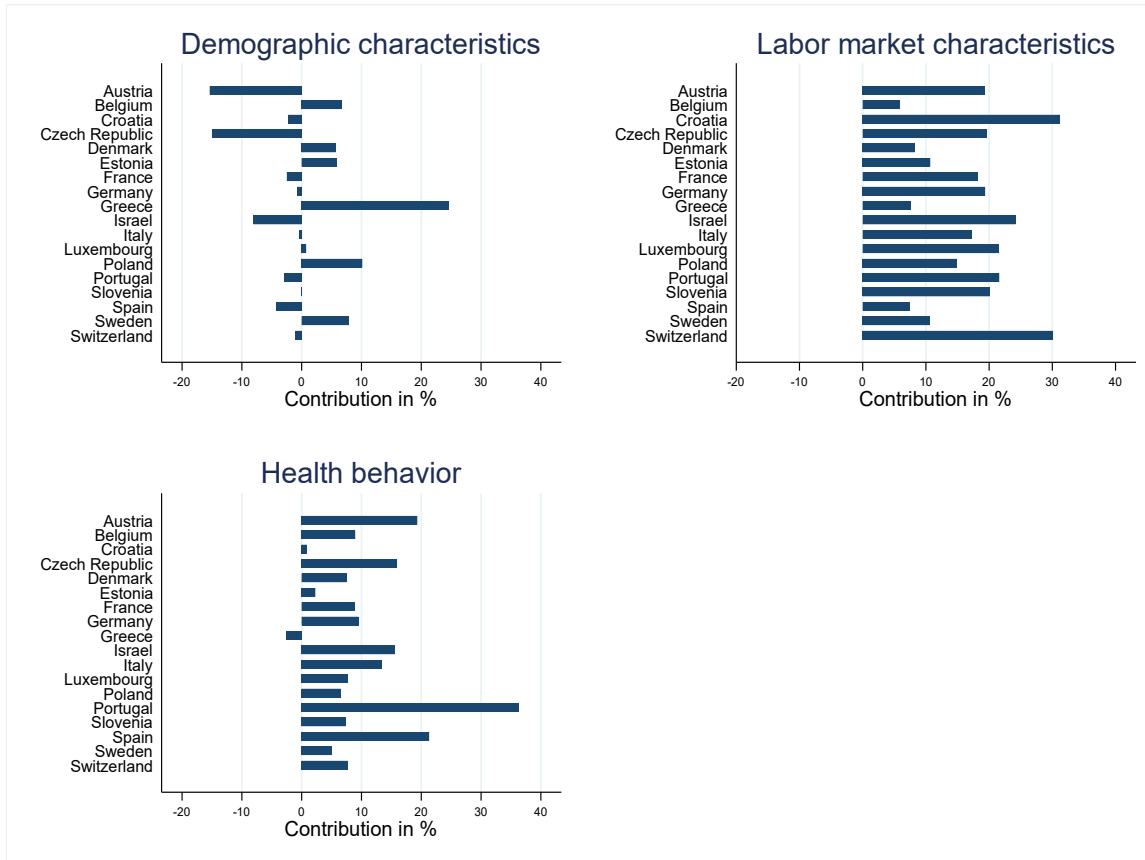 Demographic characteristics
Austria
Belgium
Croatia
Czech Republic
Denmark
Estonia
France
Germany
Greece
Israel
Italy
Luxembourg
Poland
Portugal
Slovenia
Spain
Sweden
Switzerland
-20 -10 0 10 20 30 40
Contribution in %
Labor market characteristics
Austria
Belgium
Croatia
Czech Republic
Denmark
Estonia
France
Germany
Greece
Israel
Italy
Luxembourg
Poland
Portugal
Slovenia
Spain
Sweden
Switzerland
-20 -10 0 10 20 30 40
Contribution in %
Health behavior
Austria
Belgium
Croatia
Czech Republic
Denmark
Estonia
France
Germany
Greece
Israel
Italy
Luxembourg
Poland
Portugal
Slovenia
Spain
Sweden
Switzerland
-20 -10 0 10 20 30 40
Contribution in %